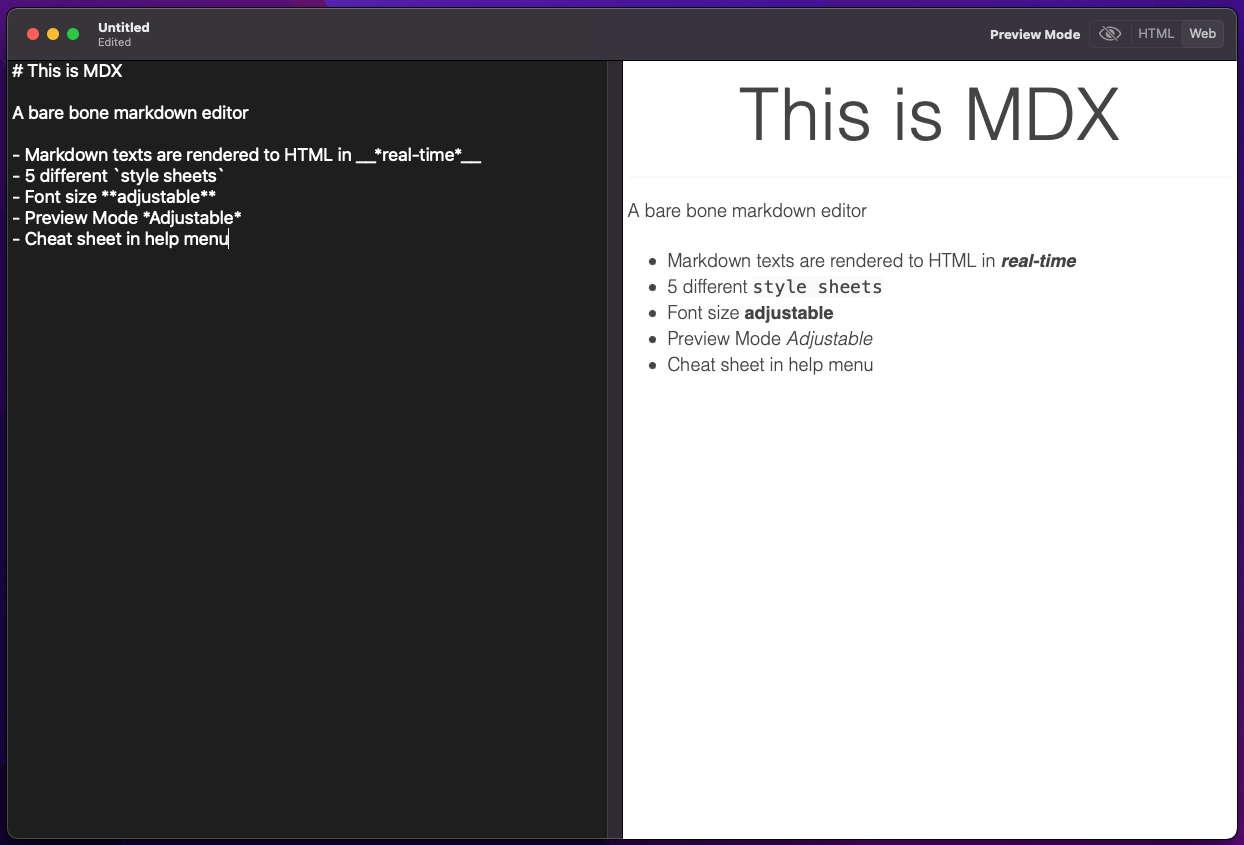 Untitled
Edited
Preview Mode HTML Web
# This is MDX
A bare bone markdown editor
- Markdown texts are rendered to HTML in __*real-time*__
- 5 different `style sheets`
- Font size **adjustable**
- Preview Mode *Adjustable*
- Cheat sheet in help menu
This is MDX
A bare bone markdown editor
• Markdown texts are rendered to HTML in real-time
• 5 different style sheets
• Font size adjustable
• Preview Mode Adjustable
• Cheat sheet in help menu